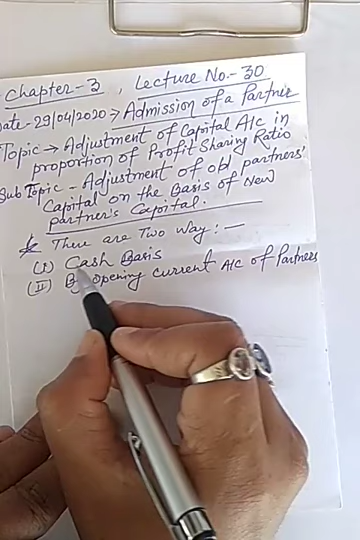 Chapter-3, Lecture No.-30
Date-29/04/2020 > Admission of a Partner
Topic → Adjustment of Capital A/c in
proportion of Profit Sharing Ratio
Sub Topic - Adjustment of old partners'
Capital on the Basis of New
partner's Capital.
There are Two Way:-
(I) Cash Basis
(II) By opening current A/c of Partners